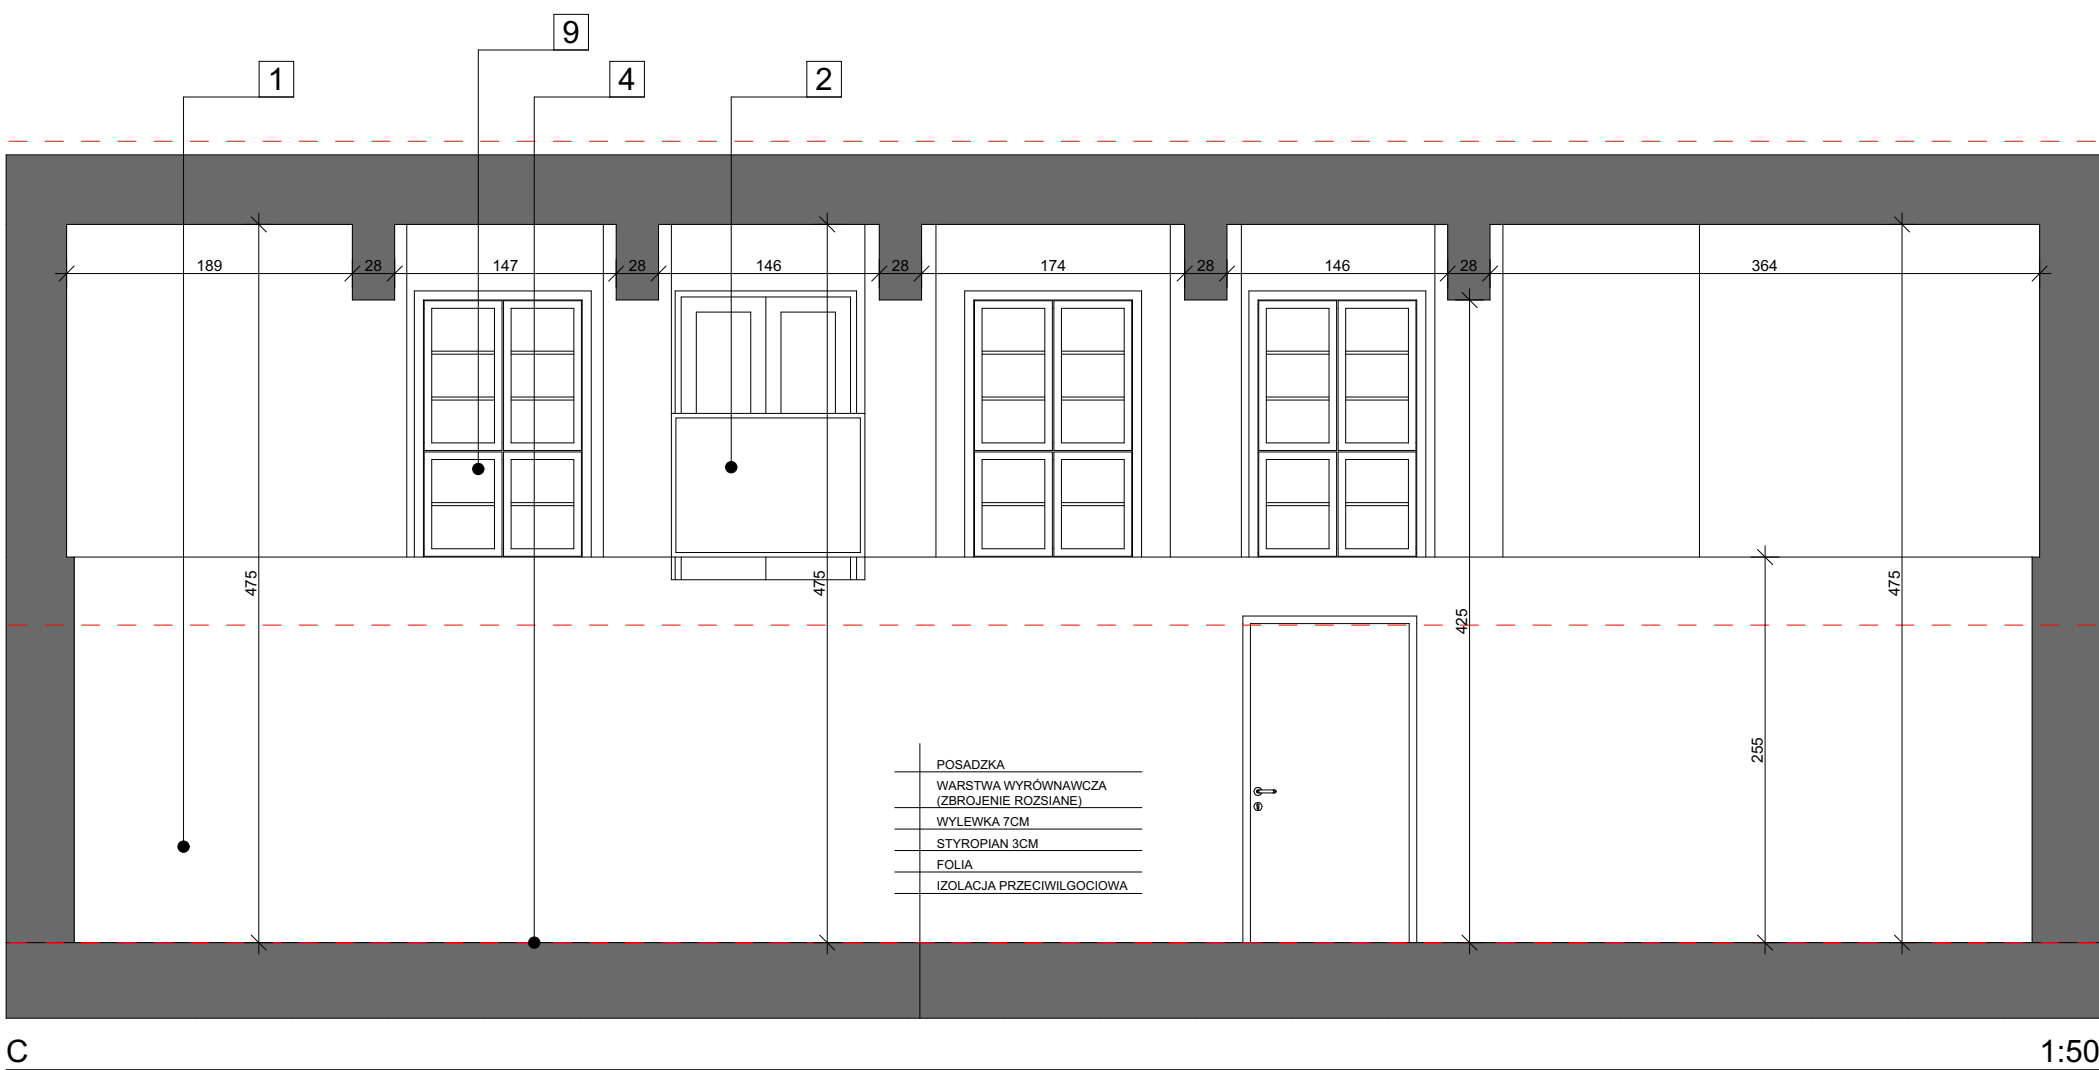 9
1
4
2
189
28
147
28
146
28
174
28
146
28
364
475
475
425
255
475
POSADZKA
WARSTWA WYRÓWNAWCZA
(ZBROJENIE ROZSIANE)
WYLEWKA 7CM
STYROPIAN 3CM
FOLIA
IZOLACJA PRZECIWILGOCIOWA
C
1:50